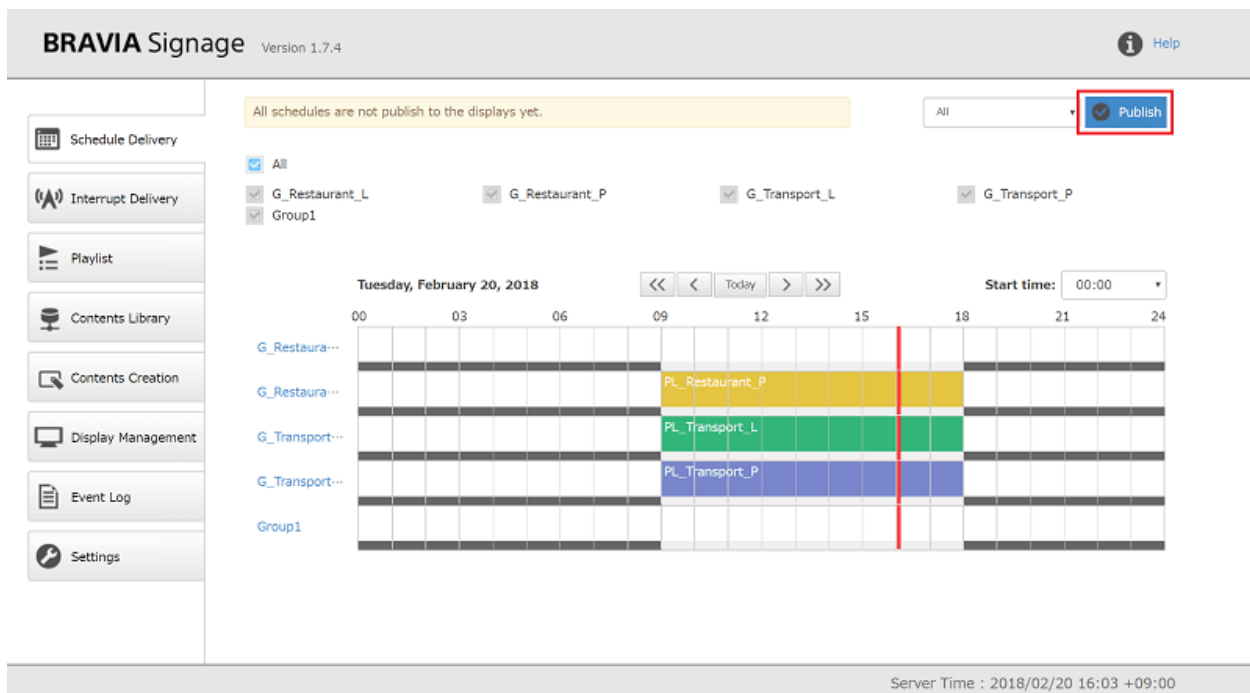 BRAVIA Signage Version 1.7.4
Help
All schedules are not publish to the displays yet.
All
Publish
Schedule Delivery
Interrupt Delivery
Playlist
Contents Library
Contents Creation
Display Management
Event Log
Settings
All
G_Restaurant_L G_Restaurant_P G_Transport_L G_Transport_P
Group1
Tuesday, February 20, 2018 << < Today > >> Start time: 00:00
00 03 06 09 12 15 18 21 24
G_Restaura...
G_Restaura... PL_Restaurant_P
G_Transport... PL_Transport_L
G_Transport... PL_Transport_P
Group1
Server Time : 2018/02/20 16:03 +09:00